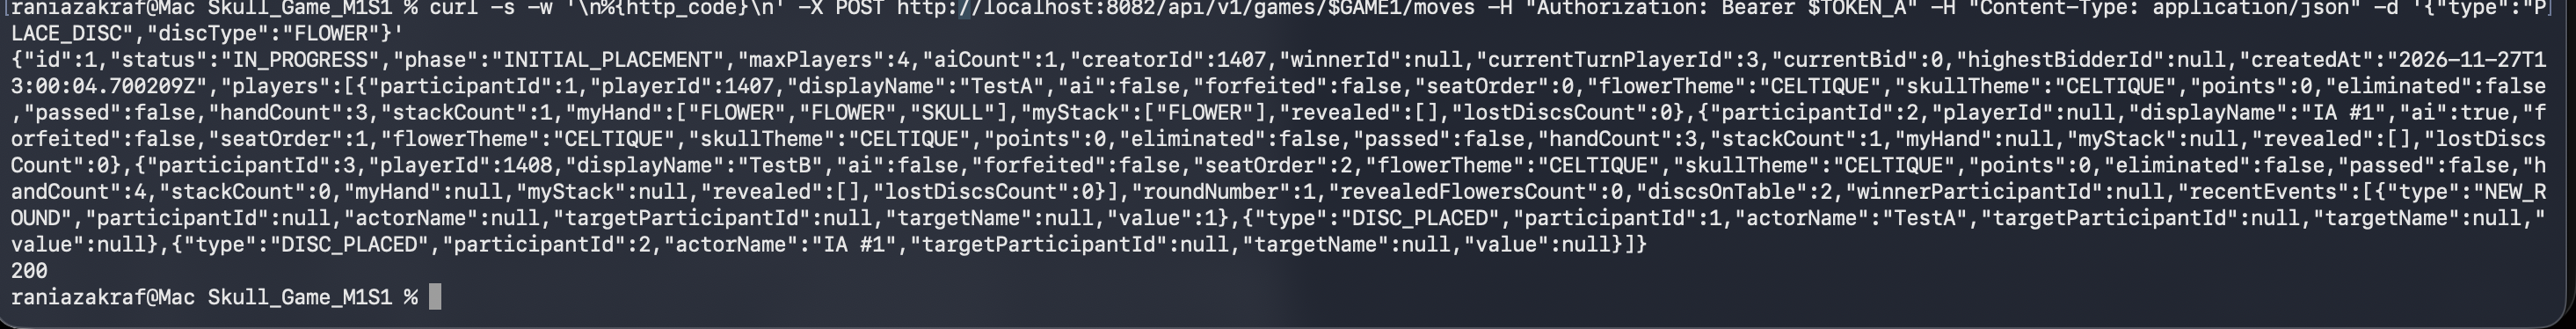 [raniazakraf@Mac Skull_Game_M1S1 % curl -s -w '\n%{http_code}\n' -X POST http://localhost:8082/api/v1/games/$GAME1/moves -H "Authorization: Bearer $TOKEN_A" -H "Content-Type: application/json" -d '{"type":"P]
LACE_DISC","discType":"FLOWER"}'
{"id":1,"status":"IN_PROGRESS","phase":"INITIAL_PLACEMENT","maxPlayers":4,"aiCount":1,"creatorId":1407,"winnerId":null,"currentTurnPlayerId":3,"currentBid":0,"highestBidderId":null,"createdAt":"2026-11-27T1
3:00:04.700209Z","players":[{"participantId":1,"playerId":1407,"displayName":"TestA","ai":false,"forfeited":false,"seatOrder":0,"flowerTheme":"CELTIQUE","skullTheme":"CELTIQUE","points":0,"eliminated":false
,"passed":false,"handCount":3,"stackCount":1,"myHand":["FLOWER","FLOWER","SKULL"],"myStack":["FLOWER"],"revealed":[],"lostDiscsCount":0},{"participantId":2,"playerId":null,"displayName":"IA #1","ai":true,"f
orfeited":false,"seatOrder":1,"flowerTheme":"CELTIQUE","skullTheme":"CELTIQUE","points":0,"eliminated":false,"passed":false,"handCount":3,"stackCount":1,"myHand":null,"myStack":null,"revealed":[],"lostDiscs
Count":0},{"participantId":3,"playerId":1408,"displayName":"TestB","ai":false,"forfeited":false,"seatOrder":2,"flowerTheme":"CELTIQUE","skullTheme":"CELTIQUE","points":0,"eliminated":false,"passed":false,"h
andCount":4,"stackCount":0,"myHand":null,"myStack":null,"revealed":[],"lostDiscsCount":0}],"roundNumber":1,"revealedFlowersCount":0,"discsOnTable":2,"winnerParticipantId":null,"recentEvents":[{"type":"NEW_R
OUND","participantId":null,"actorName":null,"targetParticipantId":null,"targetName":null,"value":1},{"type":"DISC_PLACED","participantId":1,"actorName":"TestA","targetParticipantId":null,"targetName":null,"
value":null},{"type":"DISC_PLACED","participantId":2,"actorName":"IA #1","targetParticipantId":null,"targetName":null,"value":null}]}
200
raniazakraf@Mac Skull_Game_M1S1 %